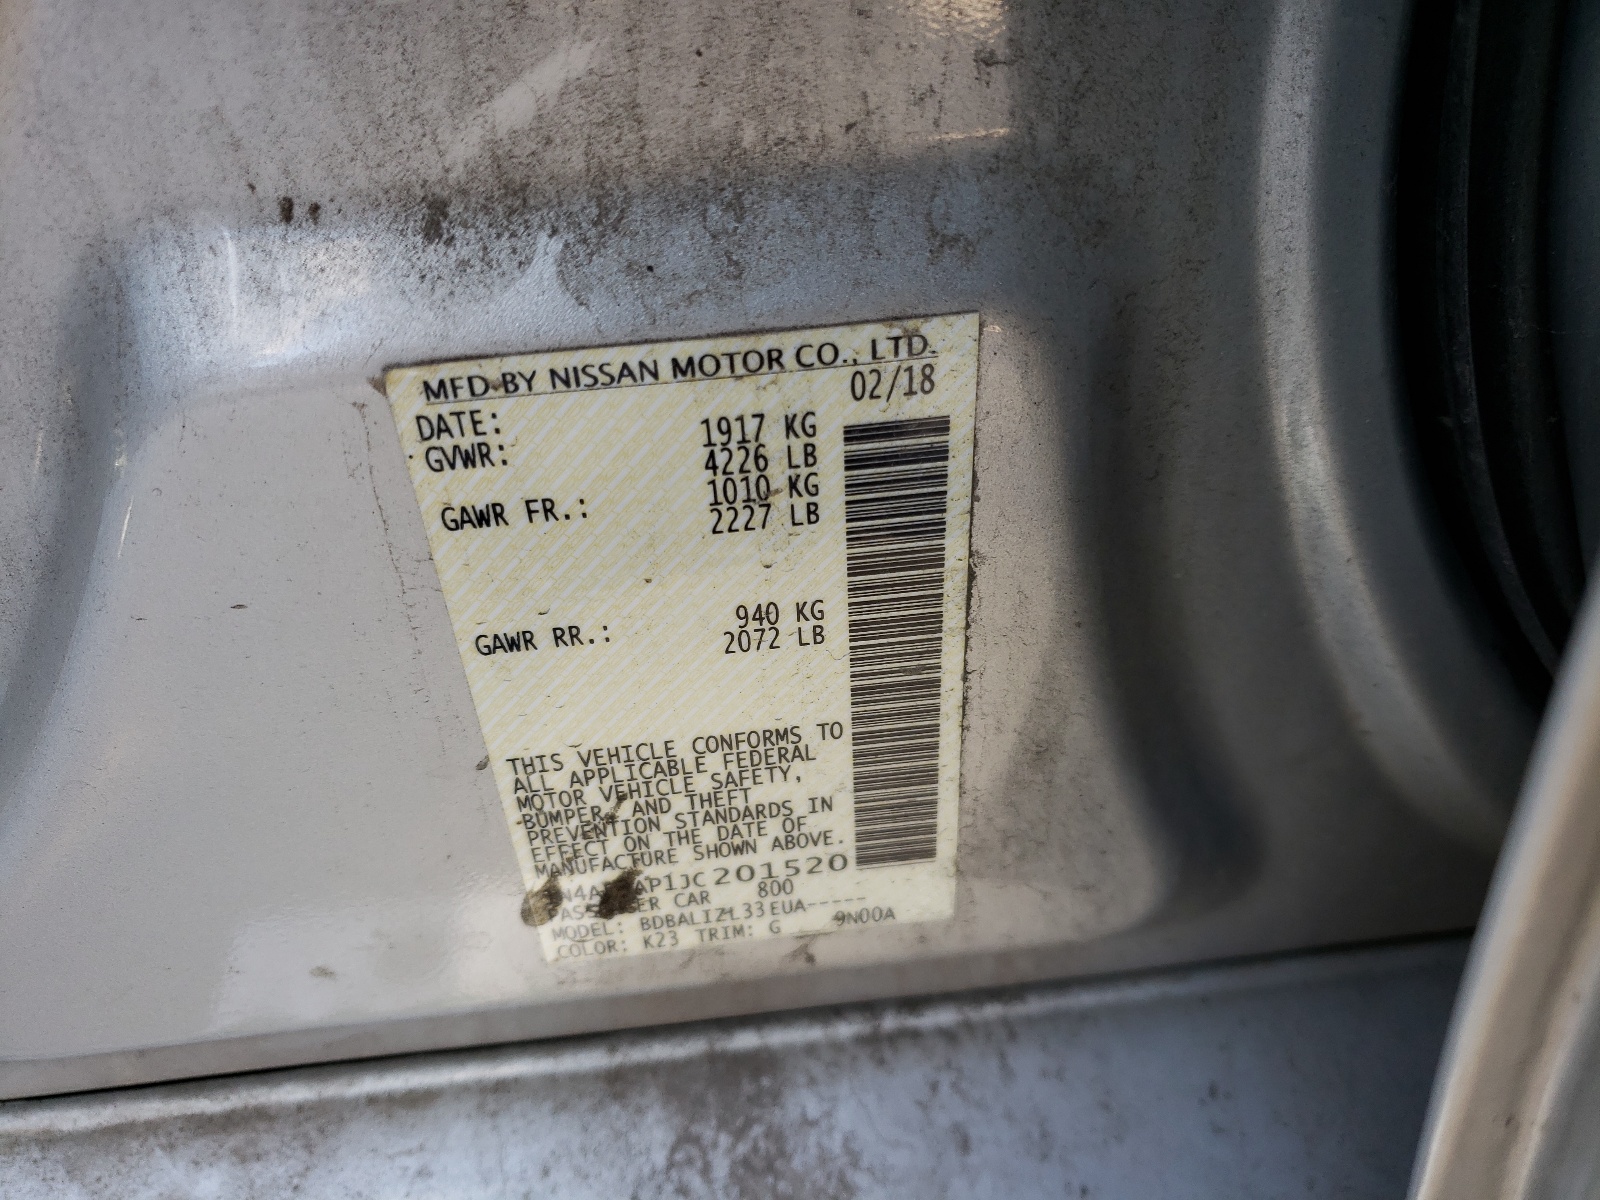 MFD BY NISSAN MOTOR CO., LTD.
DATE: 02/18
GVWR: 1917 KG
4226 LB
GAWR FR.: 1010 KG
2227 LB
GAWR RR.: 940 KG
2072 LB
THIS VEHICLE CONFORMS TO
ALL APPLICABLE FEDERAL
MOTOR VEHICLE SAFETY,
BUMPER, AND THEFT
PREVENTION STANDARDS IN
EFFECT ON THE DATE OF
MANUFACTURE SHOWN ABOVE.
AP1JC201520
CAR 800
MODEL: BDBALIZL33EUA-----
COLOR: K23 TRIM: G 9N00A